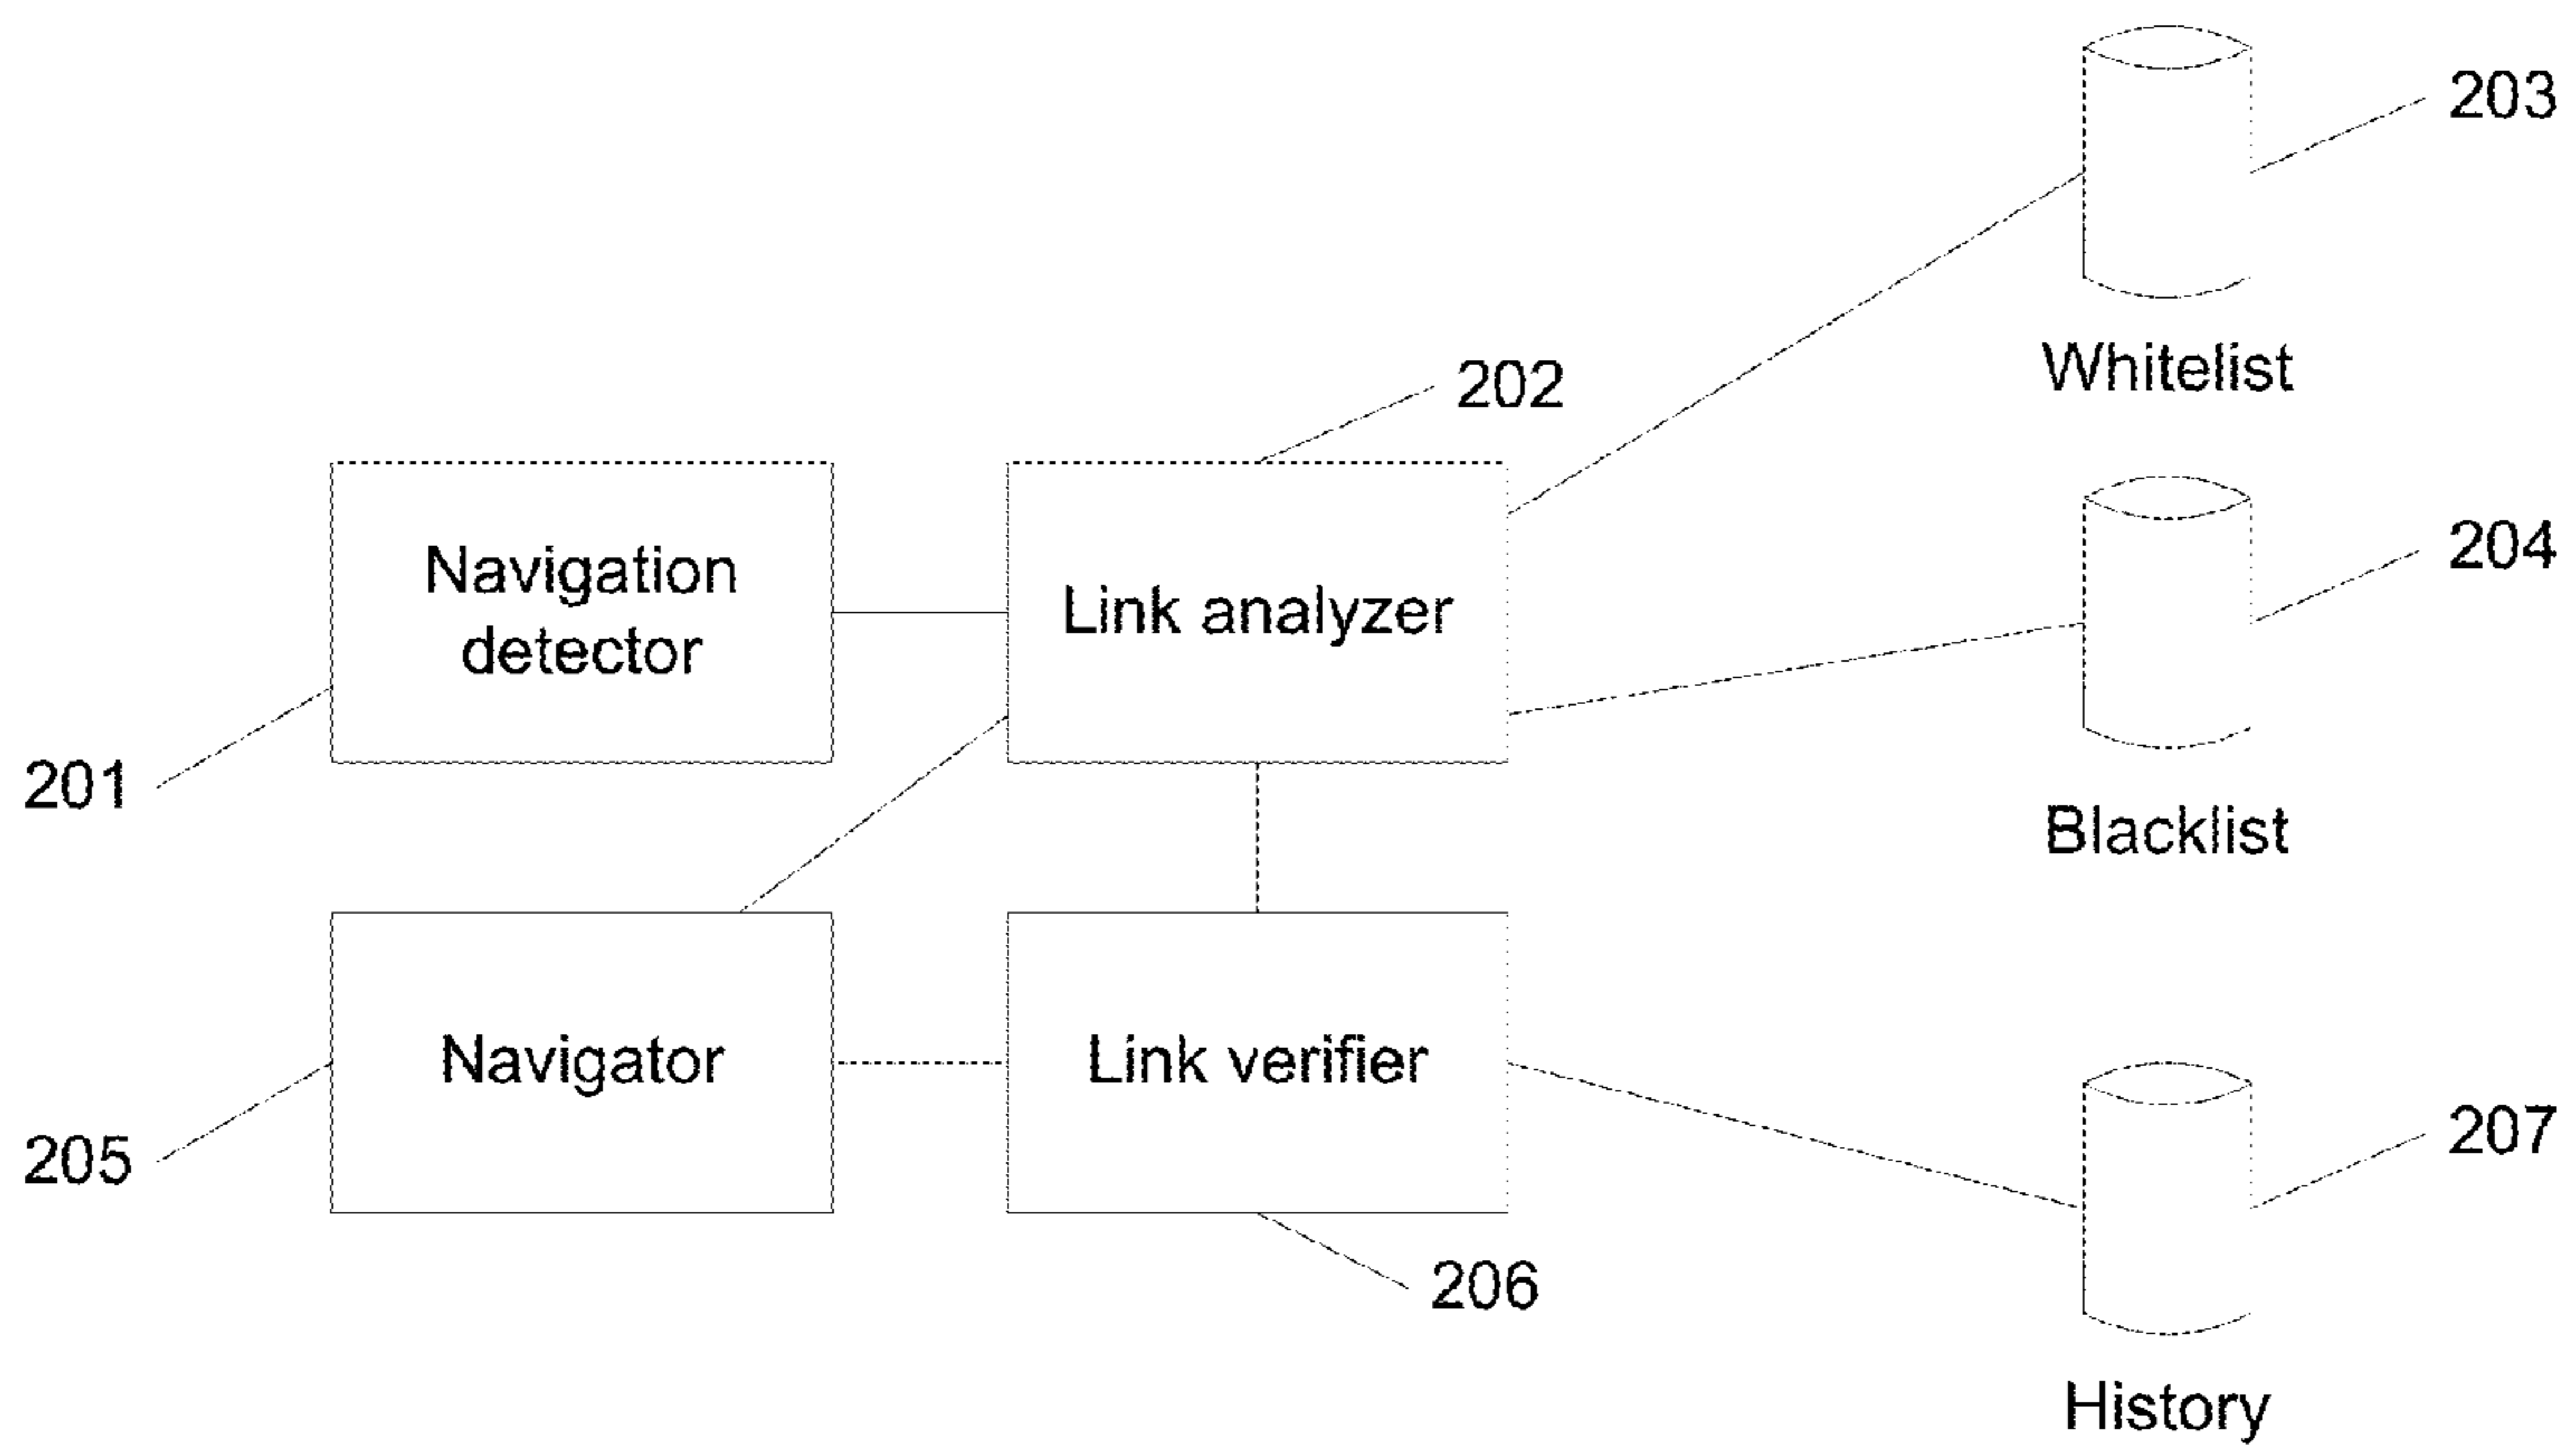 203
Whitelist
202
204
Navigation
detector
Link analyzer
201
Blacklist
Navigator
Link verifier
205
207
206
History